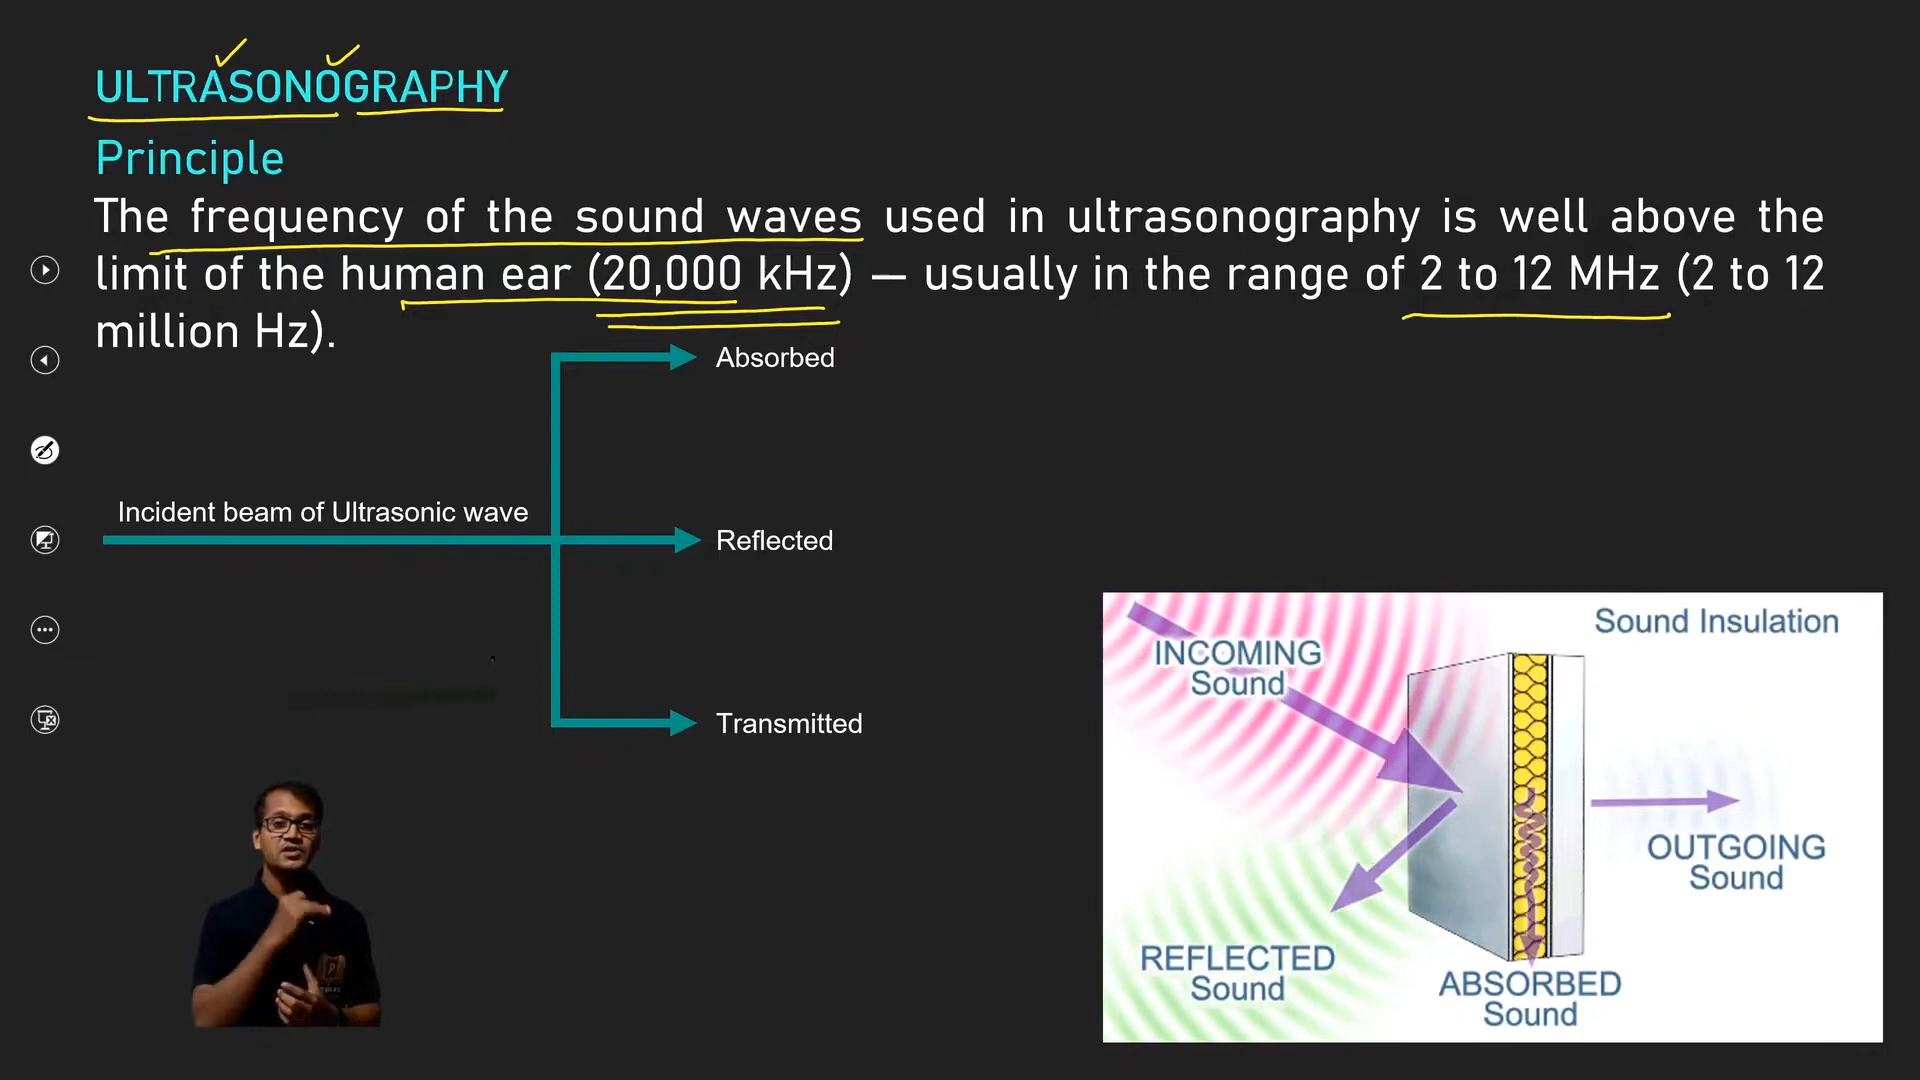 ULTRASONOGRAPHY
Principle
The frequency of the sound waves used in ultrasonography is well above the
limit of the human ear (20,000 kHz) — usually in the range of 2 to 12 MHz (2 to 12
million Hz).
Absorbed
Incident beam of Ultrasonic wave
Reflected
Transmitted
Sound Insulation
INCOMING
Sound
OUTGOING
Sound
REFLECTED
Sound
ABSORBED
Sound